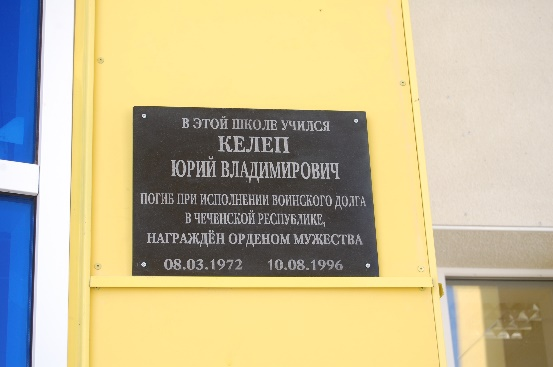 В ЭТОЙ ШКОЛЕ УЧИЛСЯ
КЕЛЕП
ЮРИЙ ВЛАДИМИРОВИЧ
ПОГИБ ПРИ ИСПОЛНЕНИИ ВОИНСКОГО ДОЛГА
В ЧЕЧЕНСКОЙ РЕСПУБЛИКЕ,
НАГРАЖДЁН ОРДЕНОМ МУЖЕСТВА
08.03.1972 10.08.1996